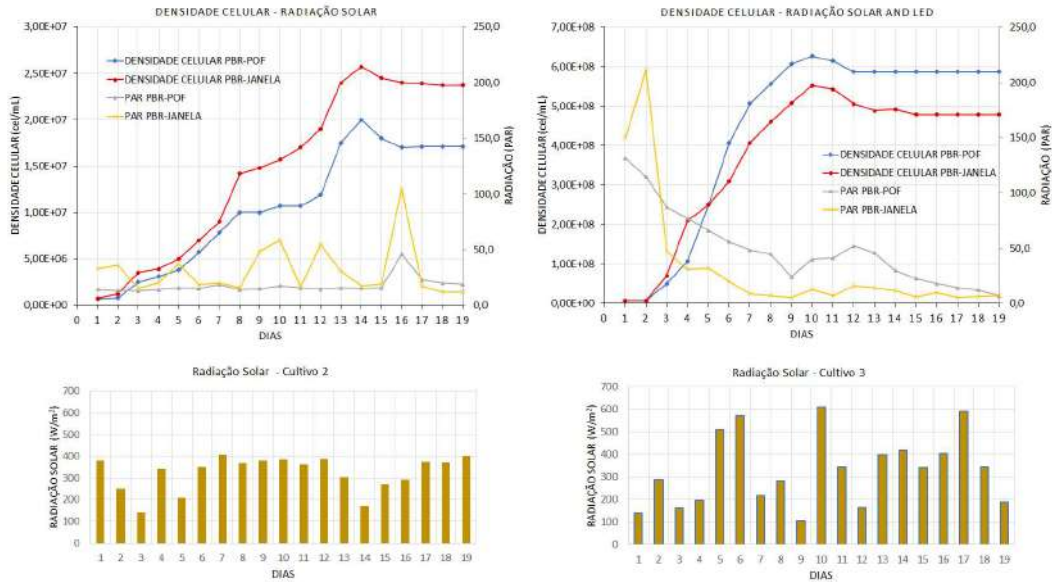 DENSIDADE CELULAR - RADIAÇÃO SOLAR
DENSIDADE CELULAR (cel/mL)
3,00E+07
2,50E+07
2,00E+07
1,50E+07
1,00E+07
5,00E+06
0,00E+00
DENSIDADE CELULAR PBR-POF
DENSIDADE CELULAR PBR-JANELA
PAR PBR-POF
PAR PBR-JANELA
250,0
200,0
150,0
100,0
50,0
0,0
RADIAÇÃO (PAR)
0 1 2 3 4 5 6 7 8 9 10 11 12 13 14 15 16 17 18 19
DIAS
DENSIDADE CELULAR - RADIAÇÃO SOLAR AND LED
DENSIDADE CELULAR (cel/mL)
7,00E+08
6,00E+08
5,00E+08
4,00E+08
3,00E+08
2,00E+08
1,00E+08
0,00E+00
DENSIDADE CELULAR PBR-POF
DENSIDADE CELULAR PBR-JANELA
PAR PBR-POF
PAR PBR-JANELA
250,0
200,0
150,0
100,0
50,0
0,0
RADIAÇÃO (PAR)
0 1 2 3 4 5 6 7 8 9 10 11 12 13 14 15 16 17 18 19
DIAS
Radiação Solar - Cultivo 2
RADIAÇÃO SOLAR (W/m²)
700
600
500
400
300
200
100
0
1 2 3 4 5 6 7 8 9 10 11 12 13 14 15 16 17 18 19
DIAS
Radiação Solar - Cultivo 3
RADIAÇÃO SOLAR (W/m²)
700
600
500
400
300
200
100
0
1 2 3 4 5 6 7 8 9 10 11 12 13 14 15 16 17 18 19
DIAS